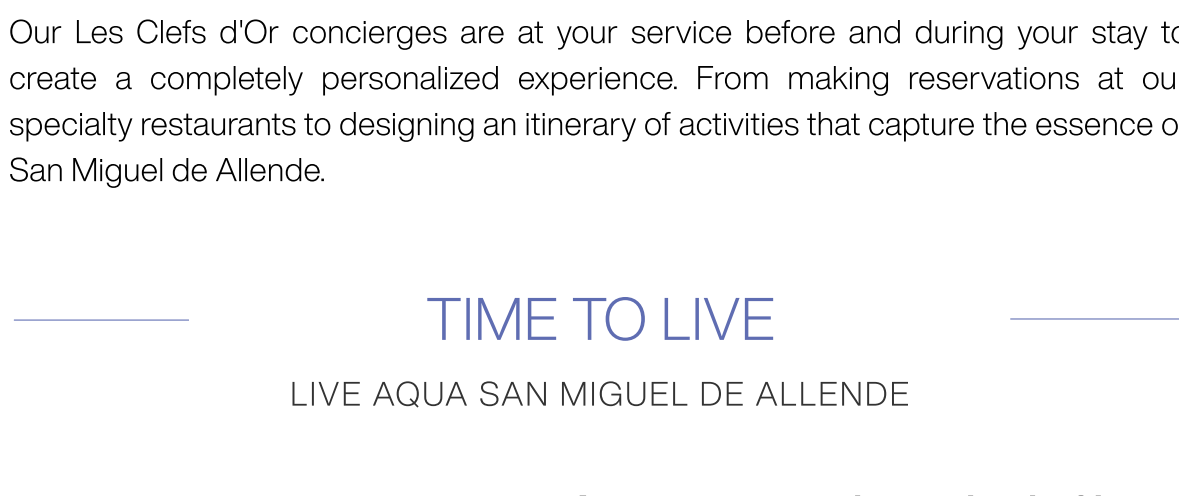 Our Les Clefs d'Or concierges are at your service before and during your stay to
create a completely personalized experience. From making reservations at ou
specialty restaurants to designing an itinerary of activities that capture the essence o
San Miguel de Allende.
TIME TO LIVE
LIVE AQUA SAN MIGUEL DE ALLENDE